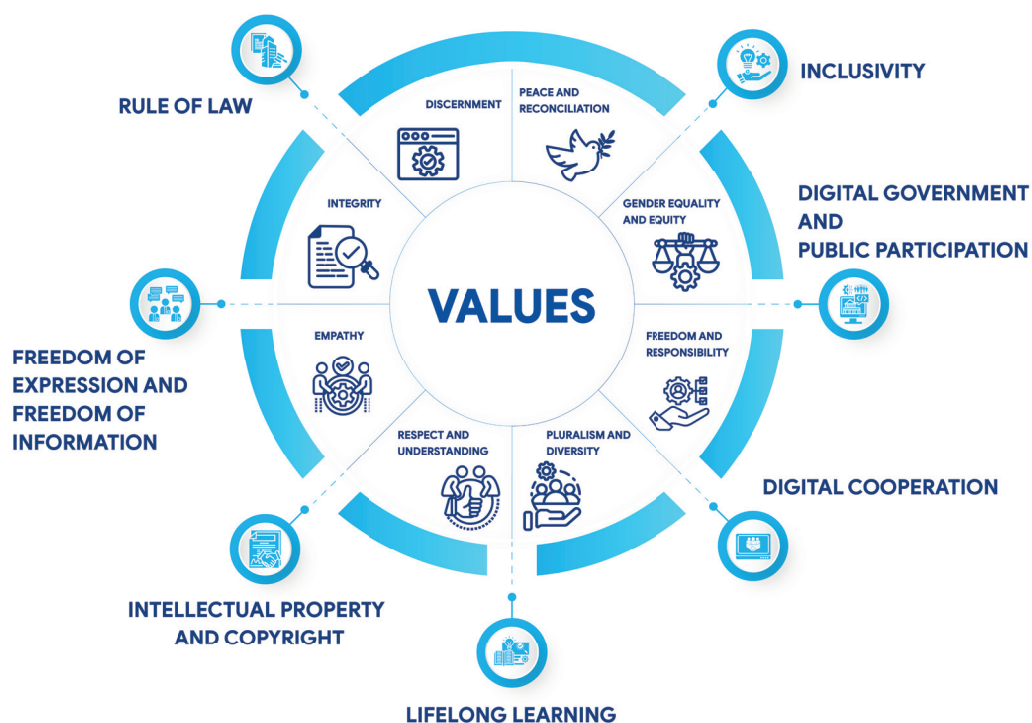 RULE OF LAW
INCLUSIVITY
DISCERNMENT
PEACE AND
RECONCILIATION
INTEGRITY
GENDER EQUALITY
AND EQUITY
DIGITAL GOVERNMENT
AND
PUBLIC PARTICIPATION
VALUES
EMPATHY
FREEDOM AND
RESPONSIBILITY
FREEDOM OF
EXPRESSION AND
FREEDOM OF
INFORMATION
RESPECT AND
UNDERSTANDING
PLURALISM AND
DIVERSITY
DIGITAL COOPERATION
INTELLECTUAL PROPERTY
AND COPYRIGHT
LIFELONG LEARNING